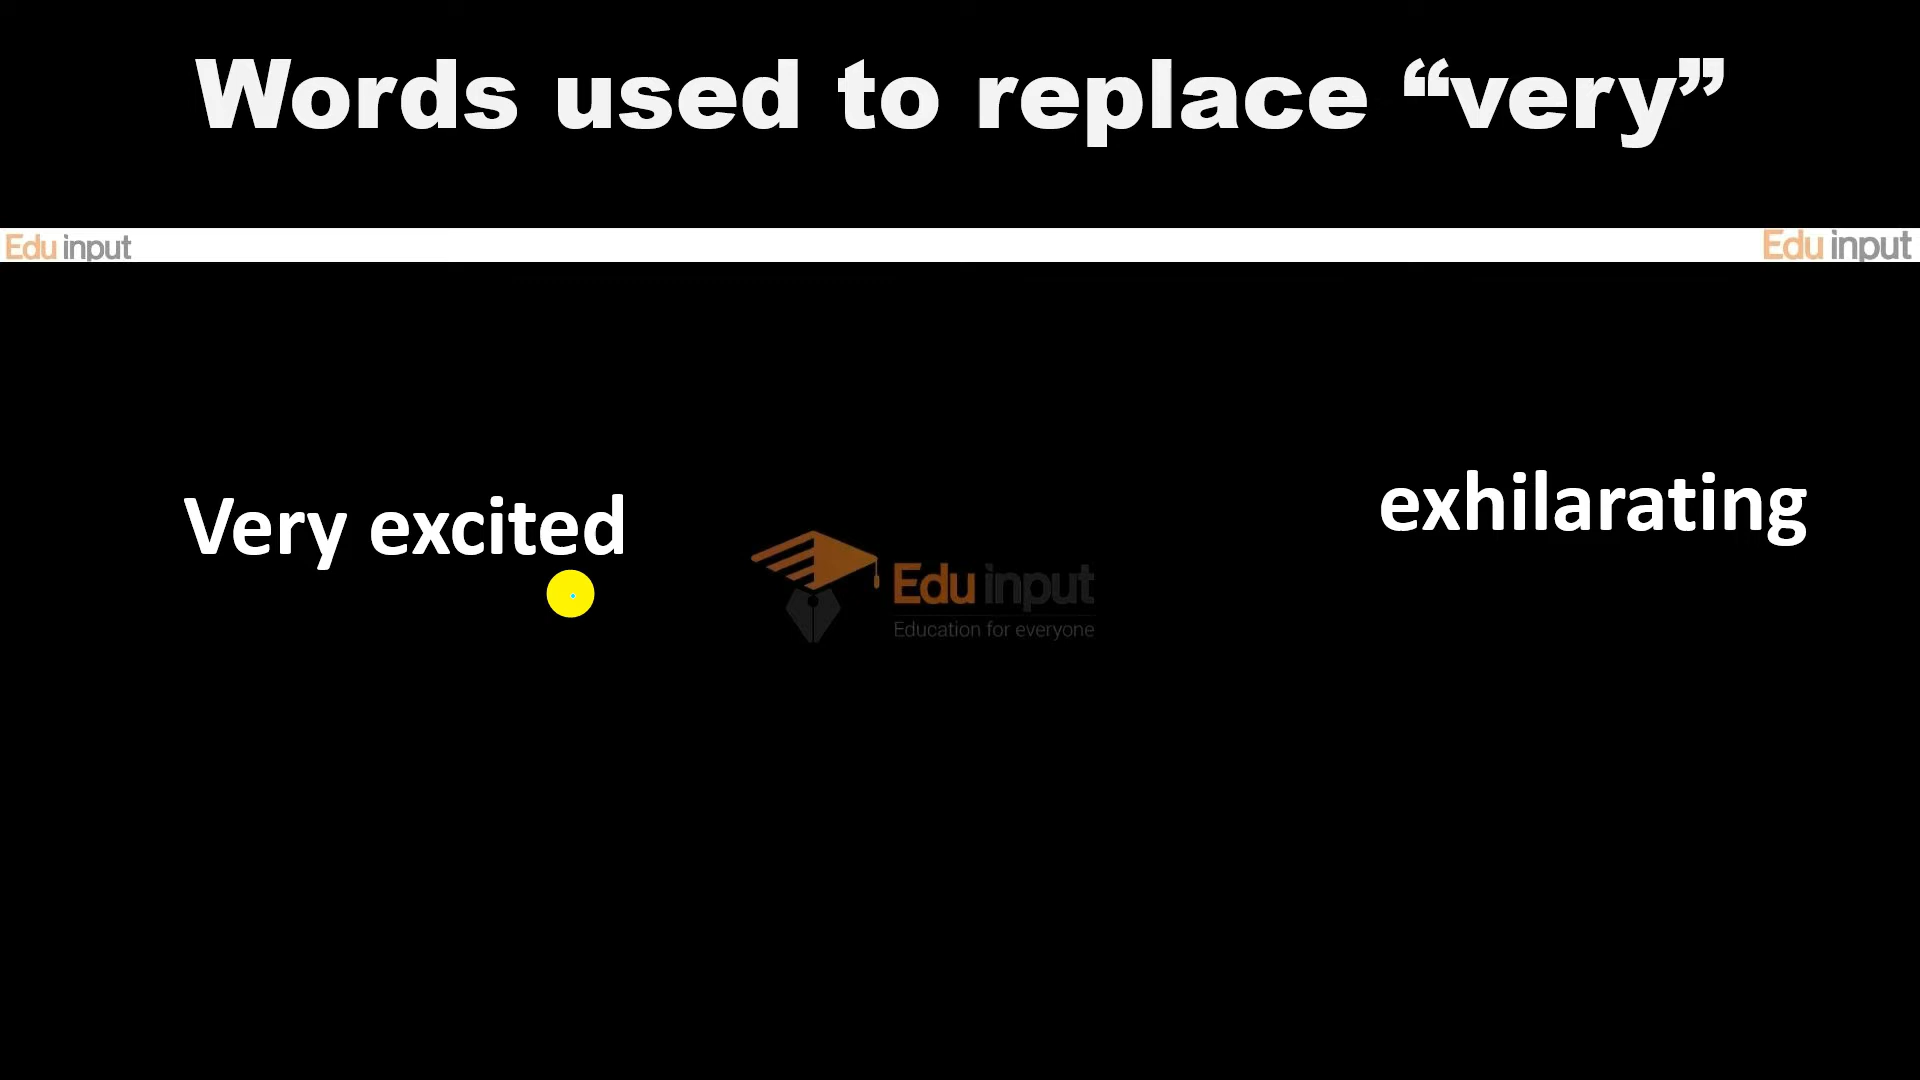 Words used to replace “very”
Edu input
Edu input
Very excited
exhilarating
Edu input
Education for everyone